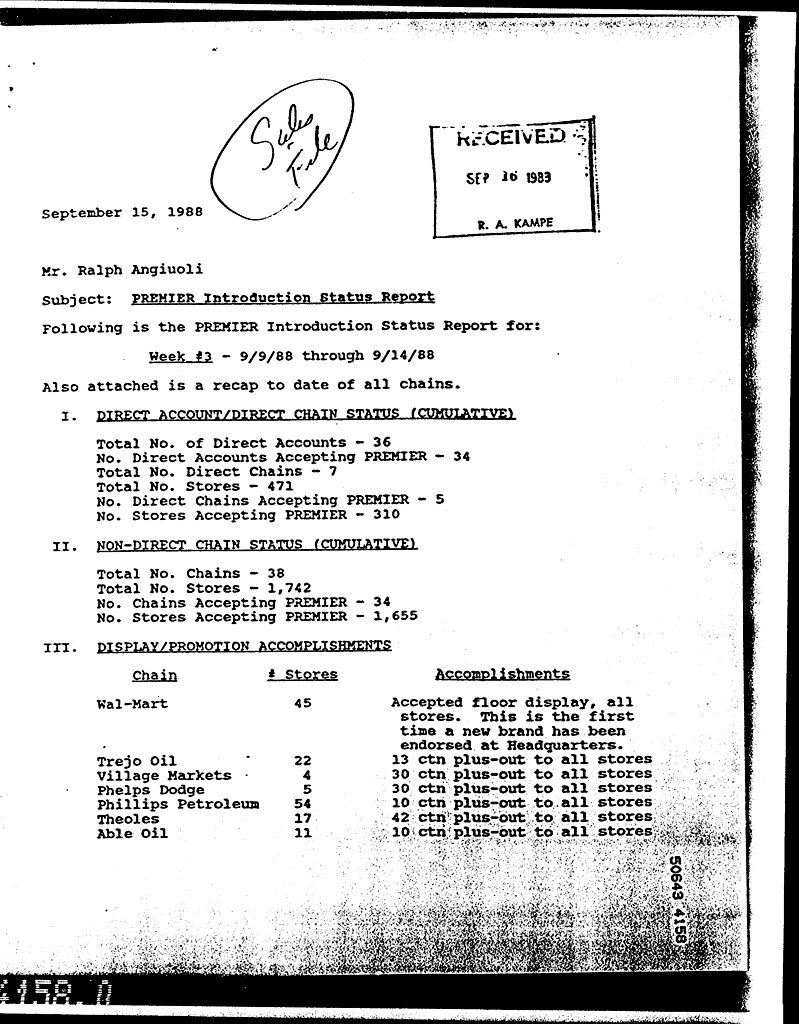 Sales
File
RECEIVED
SEP 16 1983
R. A. KAMPE
September 15, 1988
Mr. Ralph Angiuoli
Subject: PREMIER Introduction Status Report
Following is the PREMIER Introduction Status Report for:
Week #3 - 9/9/88 through 9/14/88
Also attached is a recap to date of all chains.
I. DIRECT ACCOUNT/DIRECT CHAIN STATUS (CUMULATIVE)
Total No. of Direct Accounts - 36
No. Direct Accounts Accepting PREMIER - 34
Total No. Direct Chains - 7
Total No. Stores - 471
No. Direct Chains Accepting PREMIER - 5
No. Stores Accepting PREMIER - 310
II. NON-DIRECT CHAIN STATUS (CUMULATIVE)
Total No. Chains - 38
Total No. Stores - 1,742
No. Chains Accepting PREMIER - 34
No. Stores Accepting PREMIER - 1,655
III. DISPLAY/PROMOTION ACCOMPLISHMENTS
Chain # Stores Accomplishments
Wal-Mart 45 Accepted floor display, all
stores. This is the first
time a new brand has been
endorsed at Headquarters.
Trejo Oil 22 13 ctn plus-out to all stores
Village Markets 4 30 ctn plus-out to all stores
Phelps Dodge 5 30 ctn plus-out to all stores
Phillips Petroleum 54 10 ctn plus-out to all stores
Theoles 17 42 ctn plus-out to all stores
Able Oil 11 10 ctn plus-out to all stores
50643 4158
4158.0